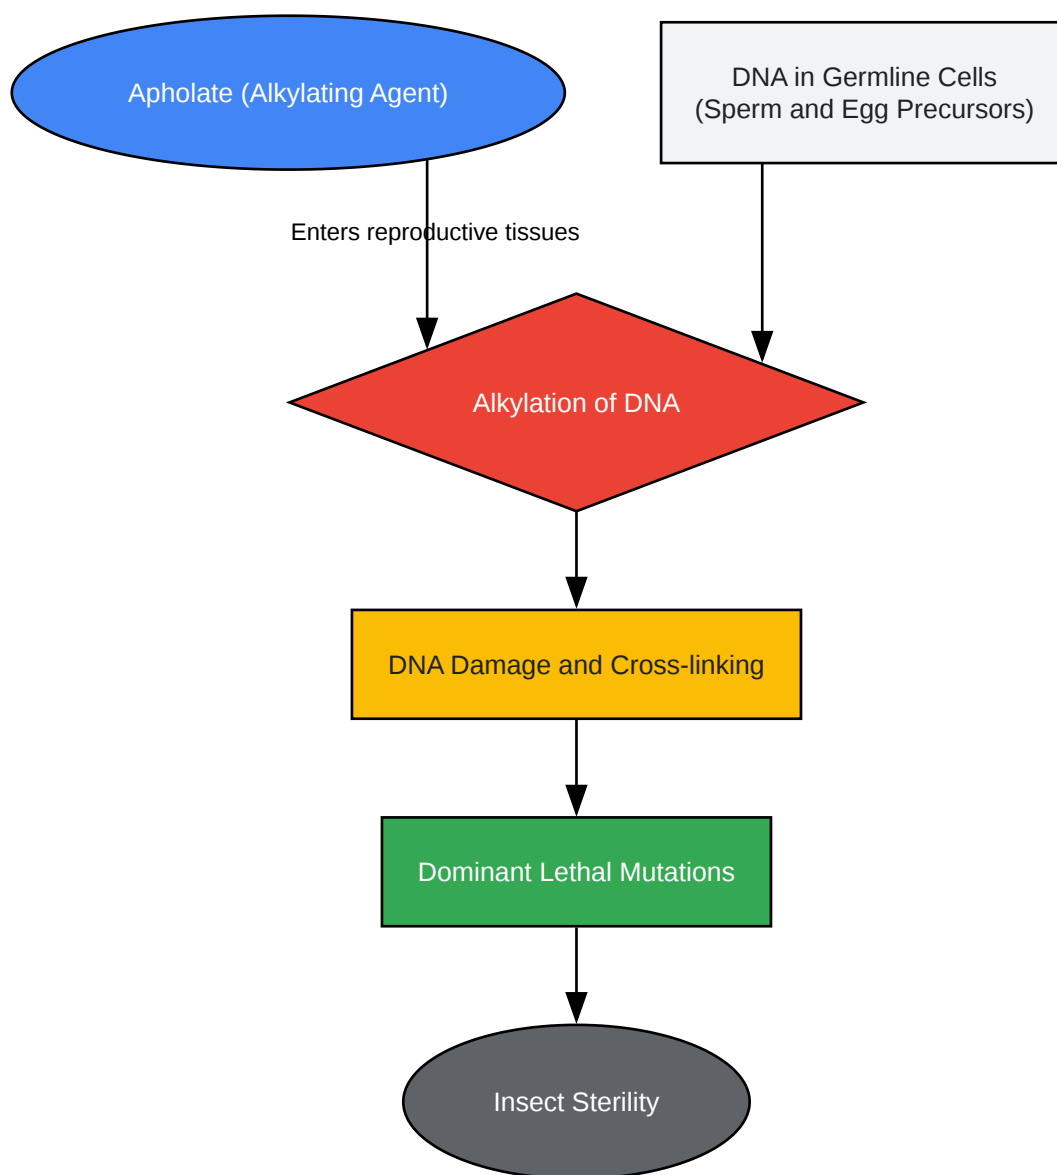 Apholate (Alkylating Agent)
DNA in Germline Cells
(Sperm and Egg Precursors)
Enters reproductive tissues
Alkylation of DNA
DNA Damage and Cross-linking
Dominant Lethal Mutations
Insect Sterility